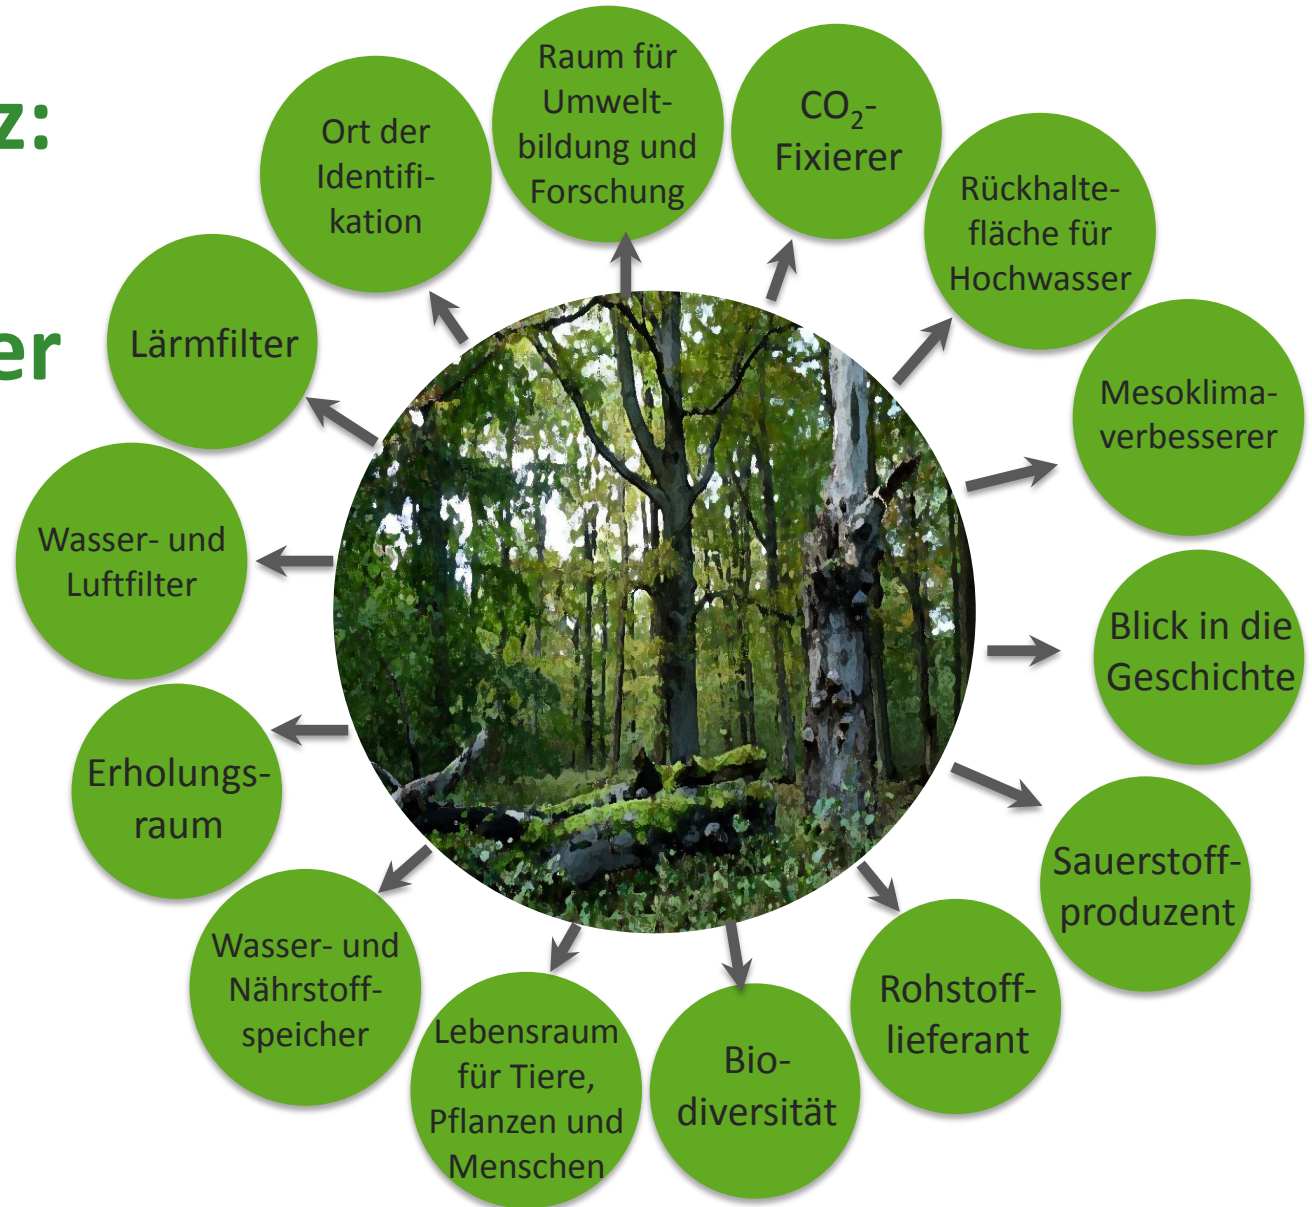 z:
er
Raum für
Umwelt-
bildung und
Forschung
CO₂-
Fixierer
Rückhalte-
fläche für
Hochwasser
Mesoklima-
verbesserer
Blick in die
Geschichte
Sauerstoff-
produzent
Rohstoff-
lieferant
Bio-
diversität
Lebensraum
für Tiere,
Pflanzen und
Menschen
Wasser- und
Nährstoff-
speicher
Erholungs-
raum
Wasser- und
Luftfilter
Lärmfilter
Ort der
Identifi-
kation